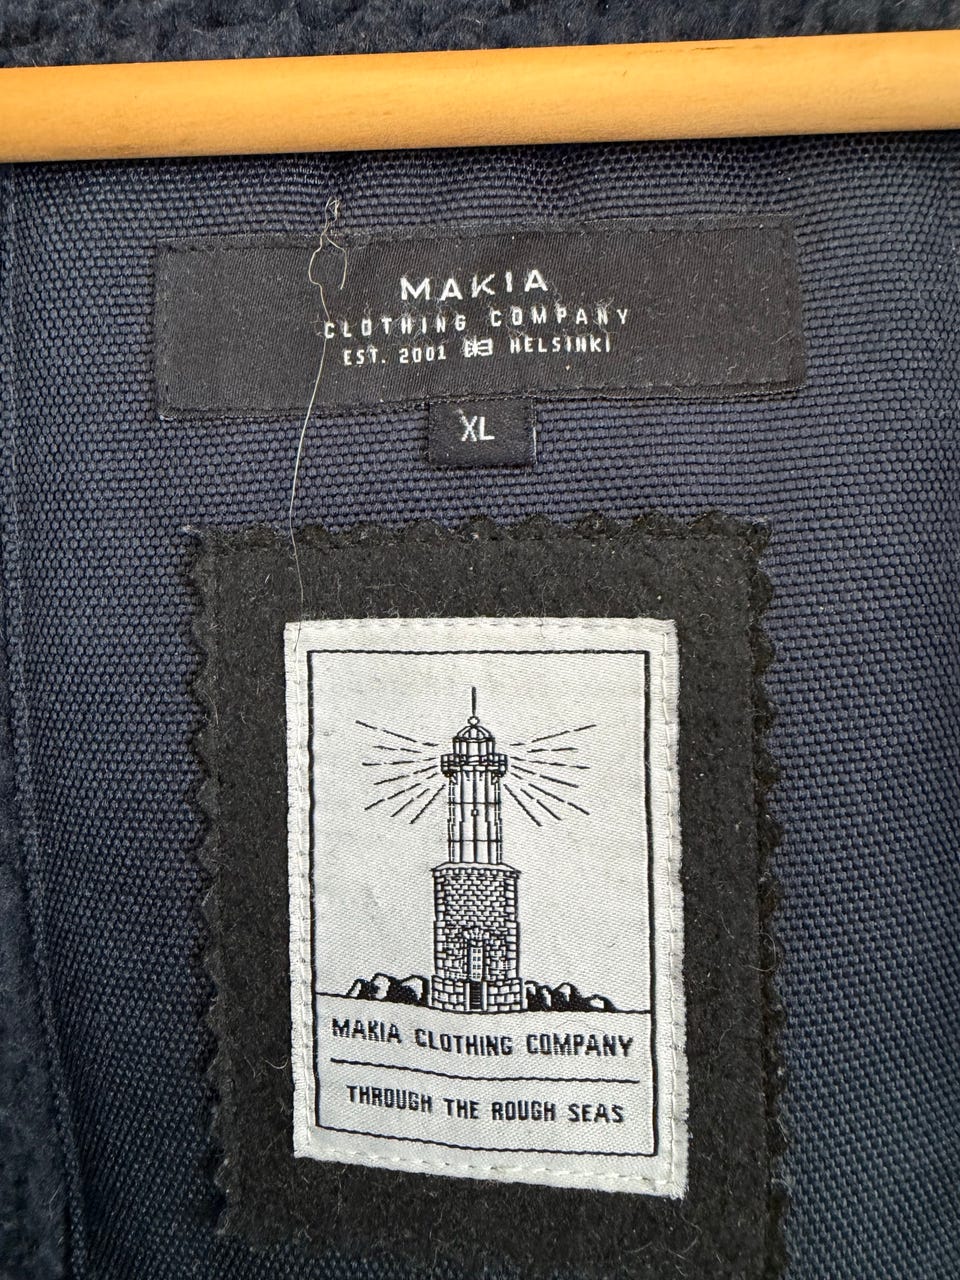 MAKIA
CLOTHING COMPANY
EST. 2001 HELSINKI
XL
MAKIA CLOTHING COMPANY
THROUGH THE ROUGH SEAS